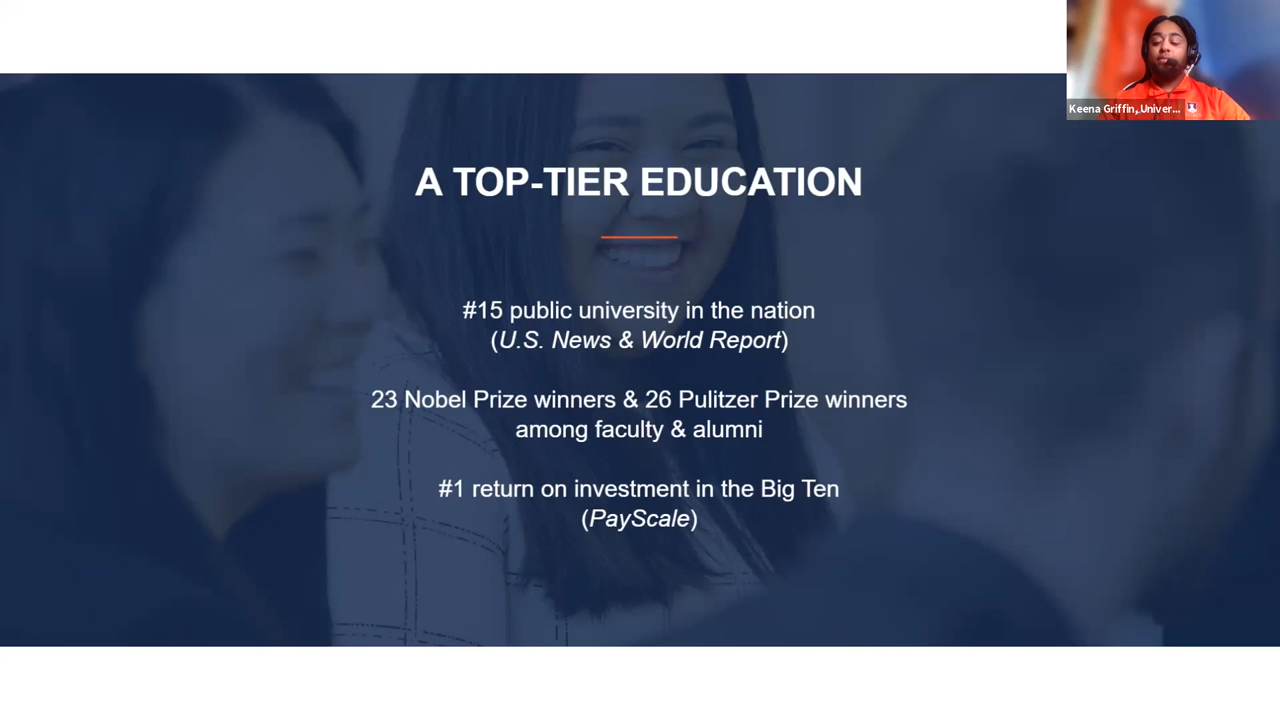 Keena Griffin, Univer...
A TOP-TIER EDUCATION
#15 public university in the nation
(U.S. News & World Report)
23 Nobel Prize winners & 26 Pulitzer Prize winners
among faculty & alumni
#1 return on investment in the Big Ten
(PayScale)